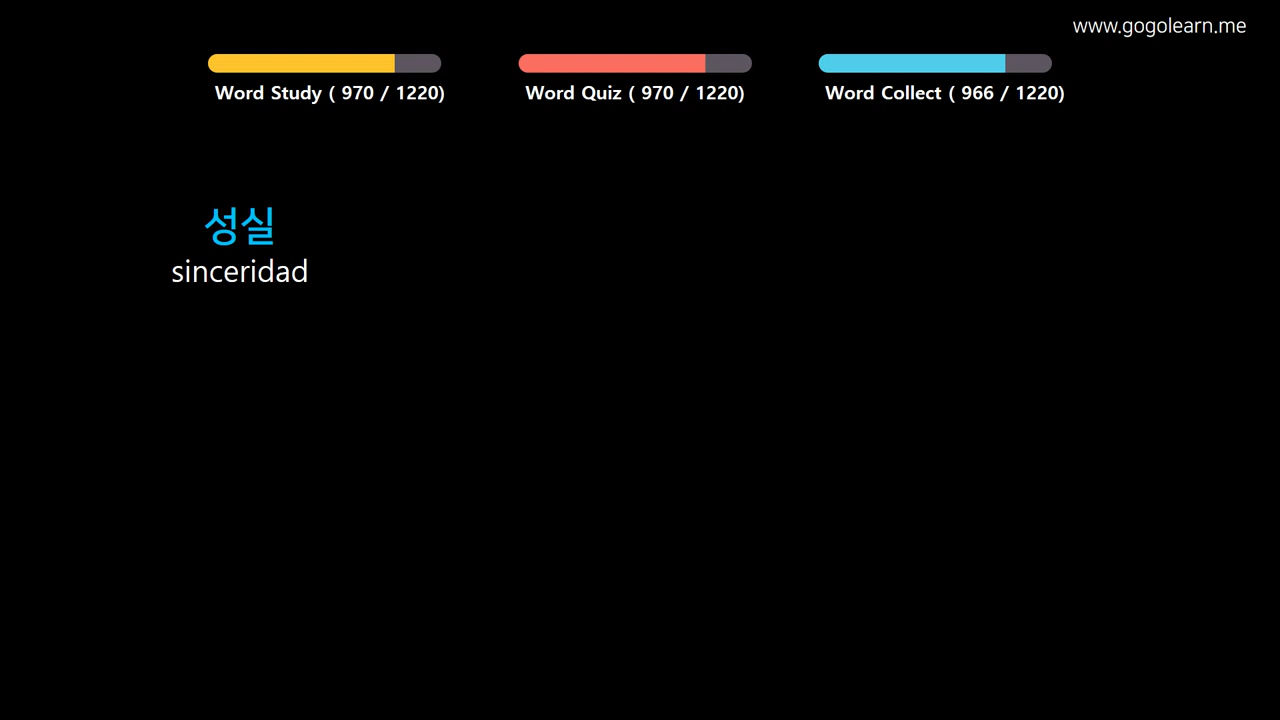 www.gogolearn.me
Word Study ( 970 / 1220)
Word Quiz ( 970 / 1220)
Word Collect ( 966 / 1220)
성실
sinceridad